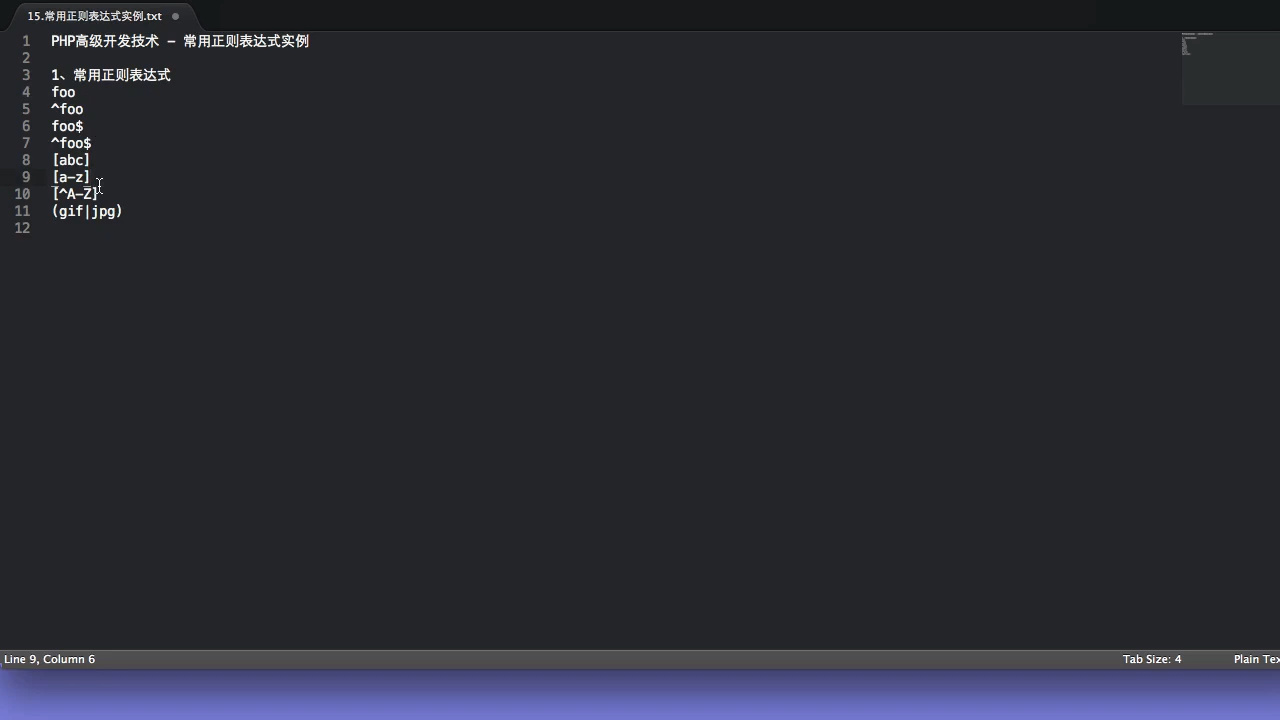 15.常用正则表达式实例.txt
1 PHP高级开发技术 - 常用正则表达式实例
2
3 1、常用正则表达式
4 foo
5 ^foo
6 foo$
7 ^foo$
8 [abc]
9 [a-z]
10 [^A-Z]
11 (gif|jpg)
12
Line 9, Column 6
Tab Size: 4
Plain Tex